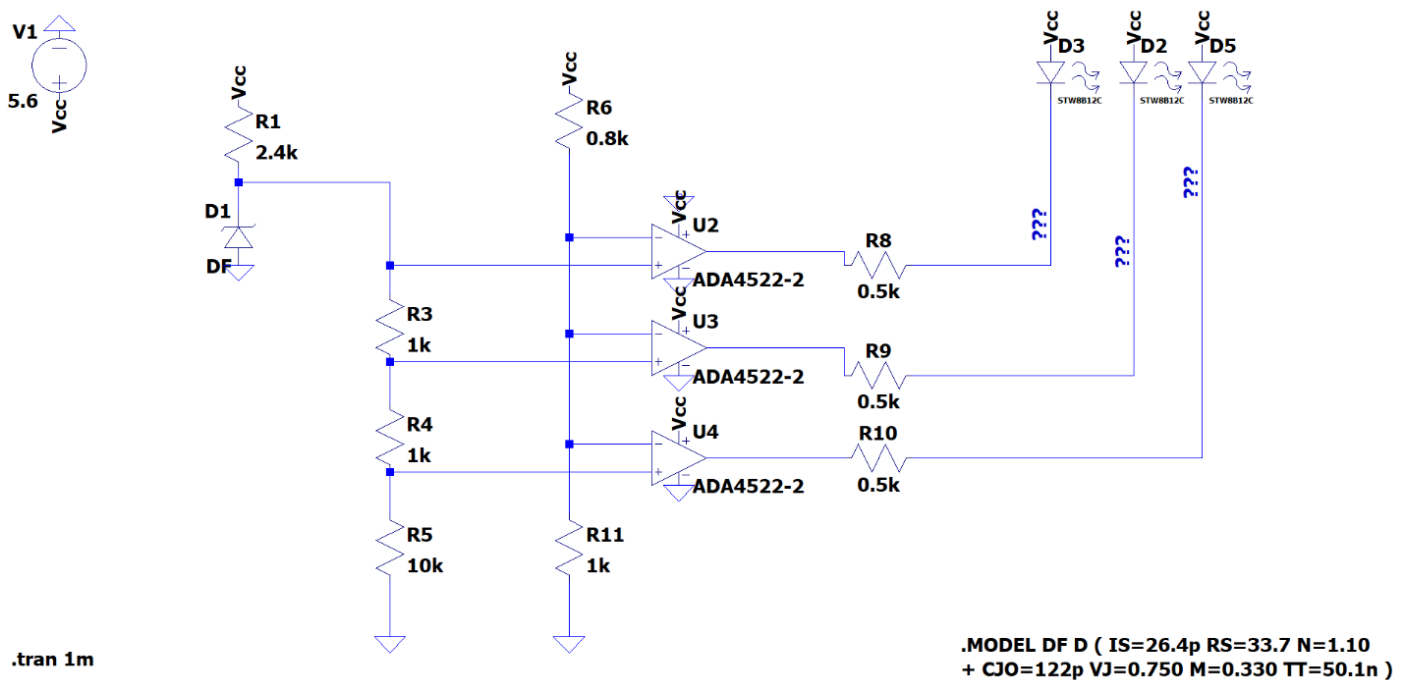 V1
5.6
Vcc
Vcc
R1
2.4k
D1
DF
Vcc
R6
0.8k
R3
1k
R4
1k
R5
10k
R11
1k
Vcc
U2
ADA4522-2
Vcc
U3
ADA4522-2
Vcc
U4
ADA4522-2
R8
0.5k
R9
0.5k
R10
0.5k
Vcc
D3
STW8B12C
Vcc
D2
STW8B12C
Vcc
D5
STW8B12C
???
???
???
.tran 1m
.MODEL DF D ( IS=26.4p RS=33.7 N=1.10
+ CJO=122p VJ=0.750 M=0.330 TT=50.1n )